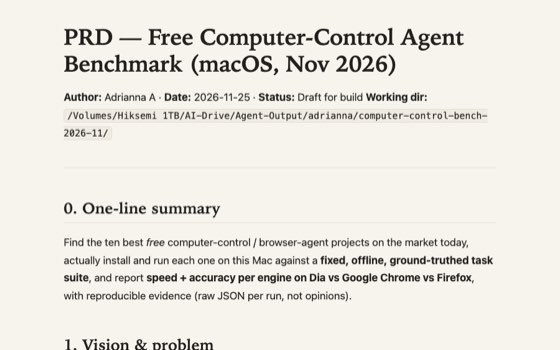 PRD — Free Computer-Control Agent
Benchmark (macOS, Nov 2026)
Author: Adrianna A · Date: 2026-11-25 · Status: Draft for build Working dir:
/Volumes/Hiksemi 1TB/AI-Drive/Agent-Output/adrianna/computer-control-bench-
2026-11/
0. One-line summary
Find the ten best free computer-control / browser-agent projects on the market today,
actually install and run each one on this Mac against a fixed, offline, ground-truthed task
suite, and report speed + accuracy per engine on Dia vs Google Chrome vs Firefox,
with reproducible evidence (raw JSON per run, not opinions).
1. Vision & problem